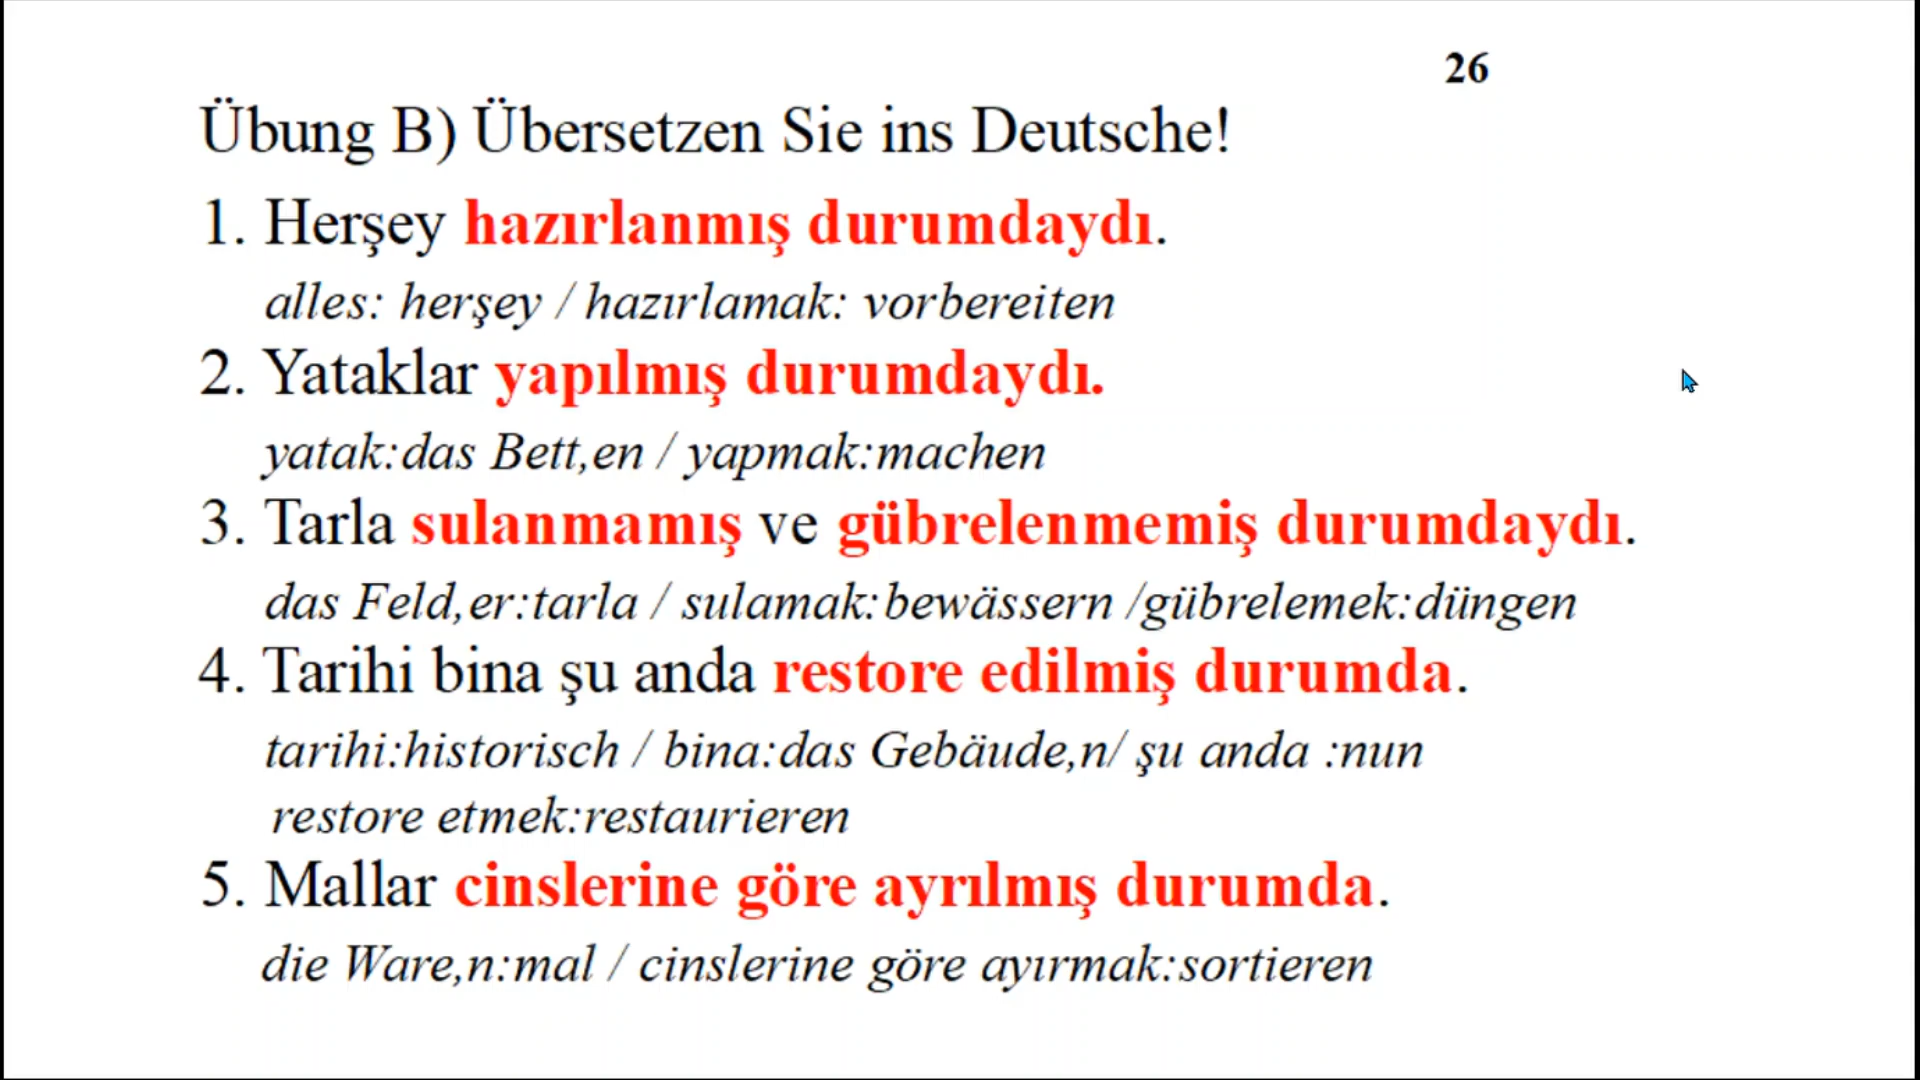 26
Übung B) Übersetzen Sie ins Deutsche!
1. Herşey hazırlanmış durumdaydı.
alles: herşey / hazırlamak: vorbereiten
2. Yataklar yapılmış durumdaydı.
yatak:das Bett,en / yapmak:machen
3. Tarla sulanmamış ve gübrelenmemiş durumdaydı.
das Feld,er:tarla / sulamak:bewässern /gübrelemek:düngen
4. Tarihi bina şu anda restore edilmiş durumda.
tarihi:historisch / bina:das Gebäude,n/ şu anda :nun
restore etmek:restaurieren
5. Mallar cinslerine göre ayrılmış durumda.
die Ware,n:mal / cinslerine göre ayırmak:sortieren